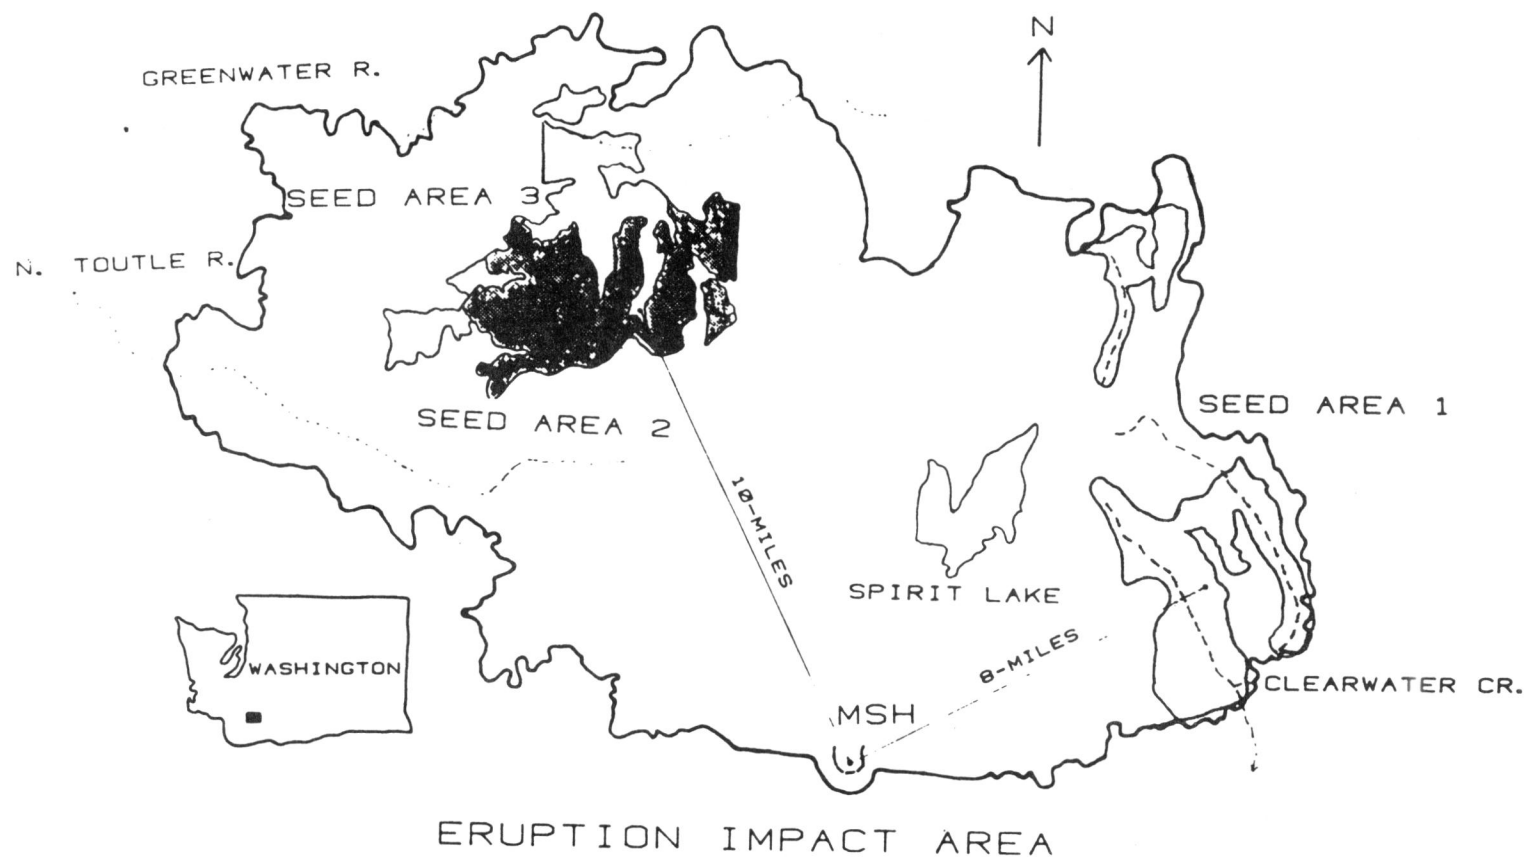 N
GREENWATER R.
SEED AREA 3
N. TOUTLE R.
SEED AREA 1
SEED AREA 2
10-MILES
SPIRIT LAKE
8-MILES
WASHINGTON
CLEARWATER CR.
MSH
ERUPTION IMPACT AREA